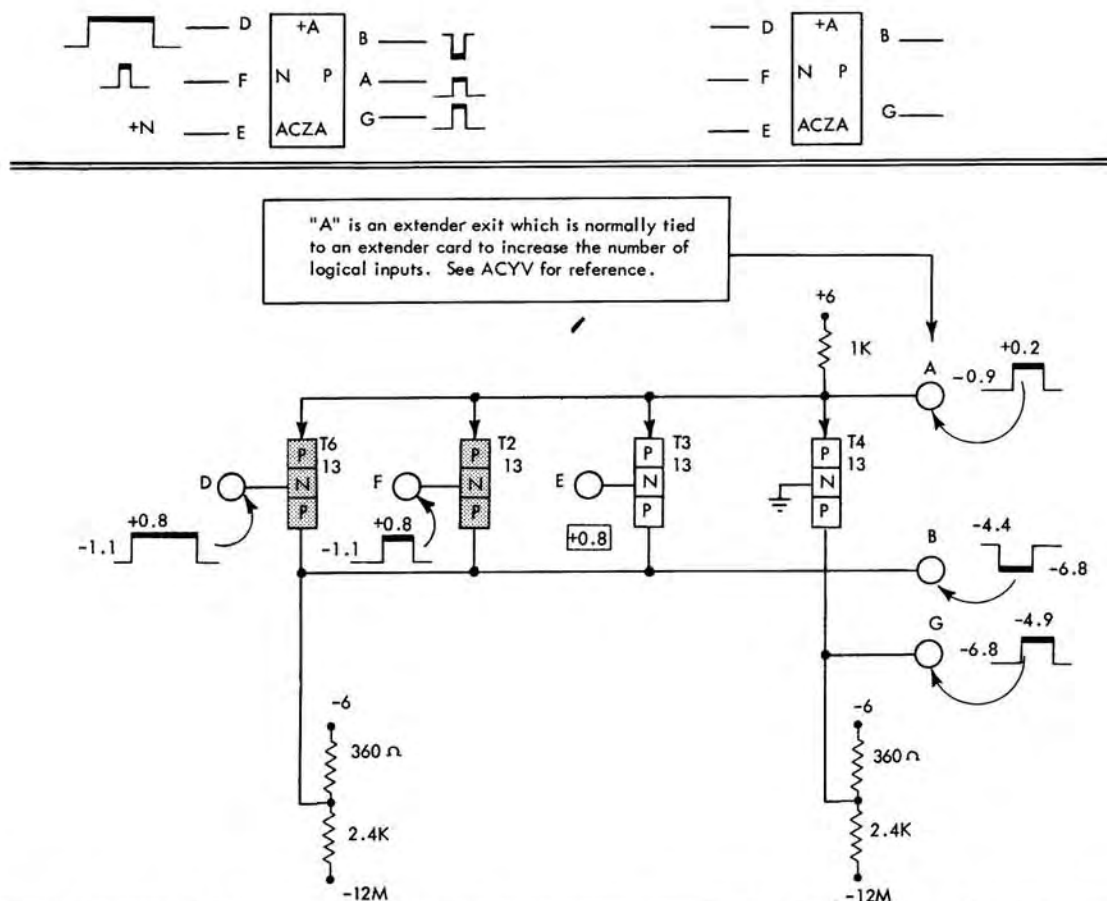 D +A B
F N P A
+N E ACZA G
D +A B
F N P
E ACZA G
"A" is an extender exit which is normally tied
to an extender card to increase the number of
logical inputs. See ACYV for reference.
+6
1K
A
+0.2
-0.9
P T6
13
N
P
P T2
13
N
P
P T3
13
N
P
P T4
13
N
P
D
F
E
+0.8
-1.1
+0.8
-1.1
+0.8
B
-4.4
-6.8
G
-4.9
-6.8
-6
360Ω
2.4K
-12M
-6
360Ω
2.4K
-12M